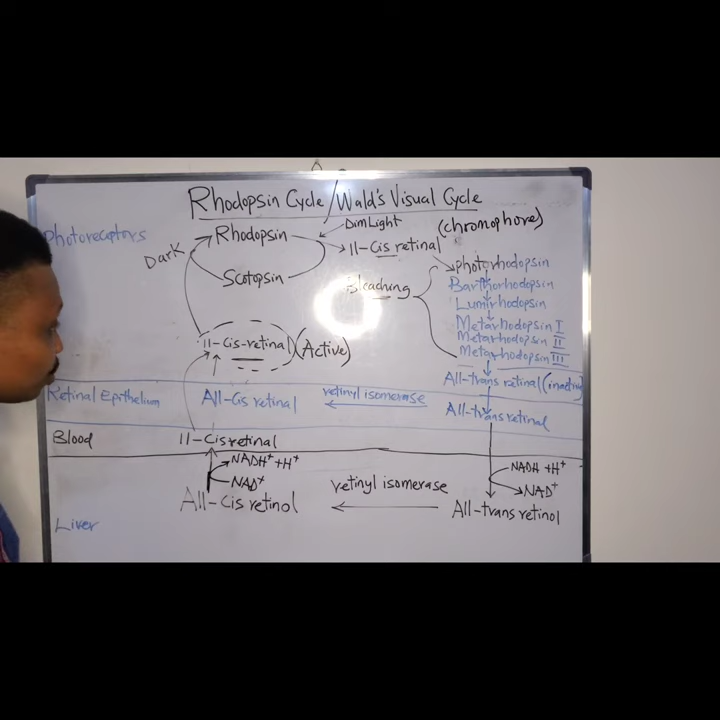 Rhodopsin Cycle/Wald's Visual Cycle
Photoreceptors
Rhodopsin
Dim Light
(chromophore)
11-Cis retinal
Dark
Scotopsin
Bleaching
photorhodopsin
Barthorhodopsin
Lumirhodopsin
Metarhodopsin I
Metarhodopsin II
Metarhodopsin III
11-Cis-retinal (Active)
All-trans retinal (inactive)
Retinal Epithelium
All-Cis retinal
retinyl isomerase
All-trans retinal
Blood
11-Cis retinal
NADH⁺+H⁺
NAD⁺
NADH+H⁺
NAD⁺
All-Cis retinol
retinyl isomerase
All-trans retinol
Liver